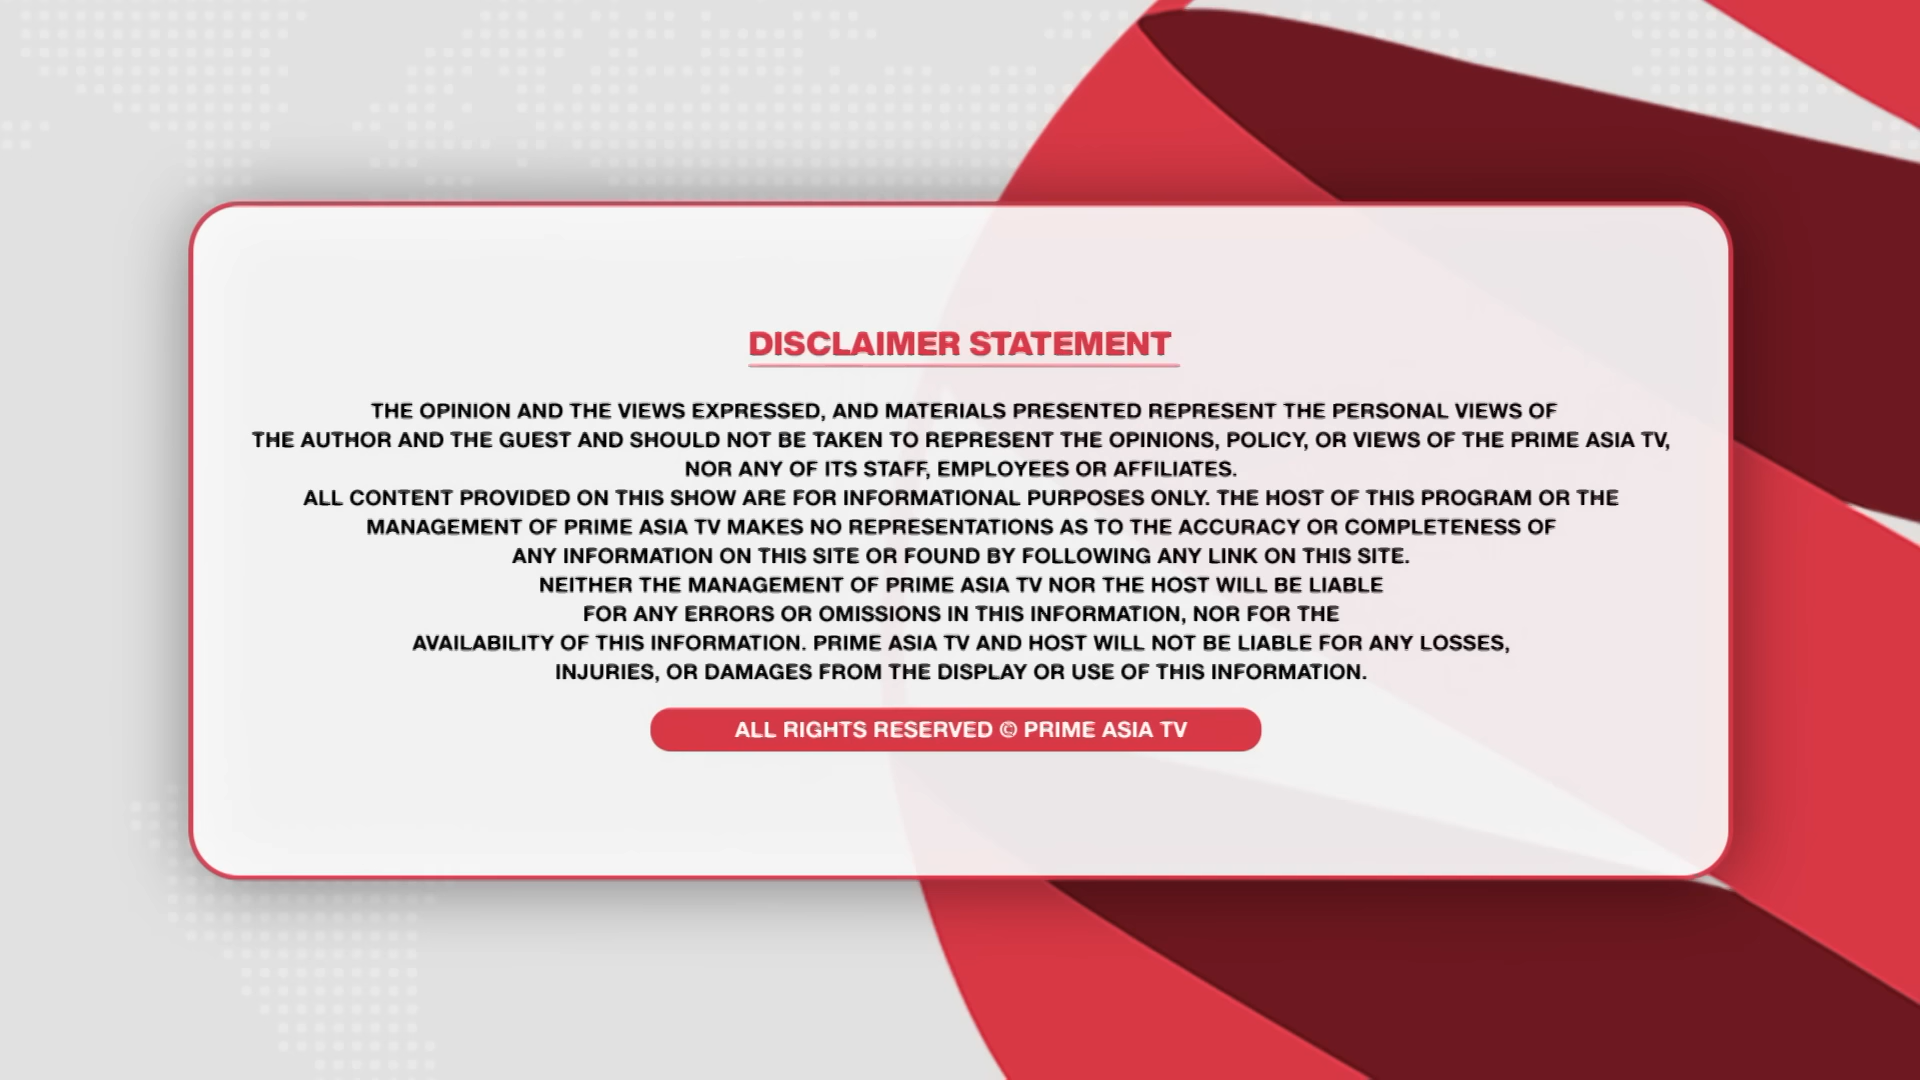 DISCLAIMER STATEMENT
THE OPINION AND THE VIEWS EXPRESSED, AND MATERIALS PRESENTED REPRESENT THE PERSONAL VIEWS OF
THE AUTHOR AND THE GUEST AND SHOULD NOT BE TAKEN TO REPRESENT THE OPINIONS, POLICY, OR VIEWS OF THE PRIME ASIA TV,
NOR ANY OF ITS STAFF, EMPLOYEES OR AFFILIATES.
ALL CONTENT PROVIDED ON THIS SHOW ARE FOR INFORMATIONAL PURPOSES ONLY. THE HOST OF THIS PROGRAM OR THE
MANAGEMENT OF PRIME ASIA TV MAKES NO REPRESENTATIONS AS TO THE ACCURACY OR COMPLETENESS OF
ANY INFORMATION ON THIS SITE OR FOUND BY FOLLOWING ANY LINK ON THIS SITE.
NEITHER THE MANAGEMENT OF PRIME ASIA TV NOR THE HOST WILL BE LIABLE
FOR ANY ERRORS OR OMISSIONS IN THIS INFORMATION, NOR FOR THE
AVAILABILITY OF THIS INFORMATION. PRIME ASIA TV AND HOST WILL NOT BE LIABLE FOR ANY LOSSES,
INJURIES, OR DAMAGES FROM THE DISPLAY OR USE OF THIS INFORMATION.
ALL RIGHTS RESERVED © PRIME ASIA TV